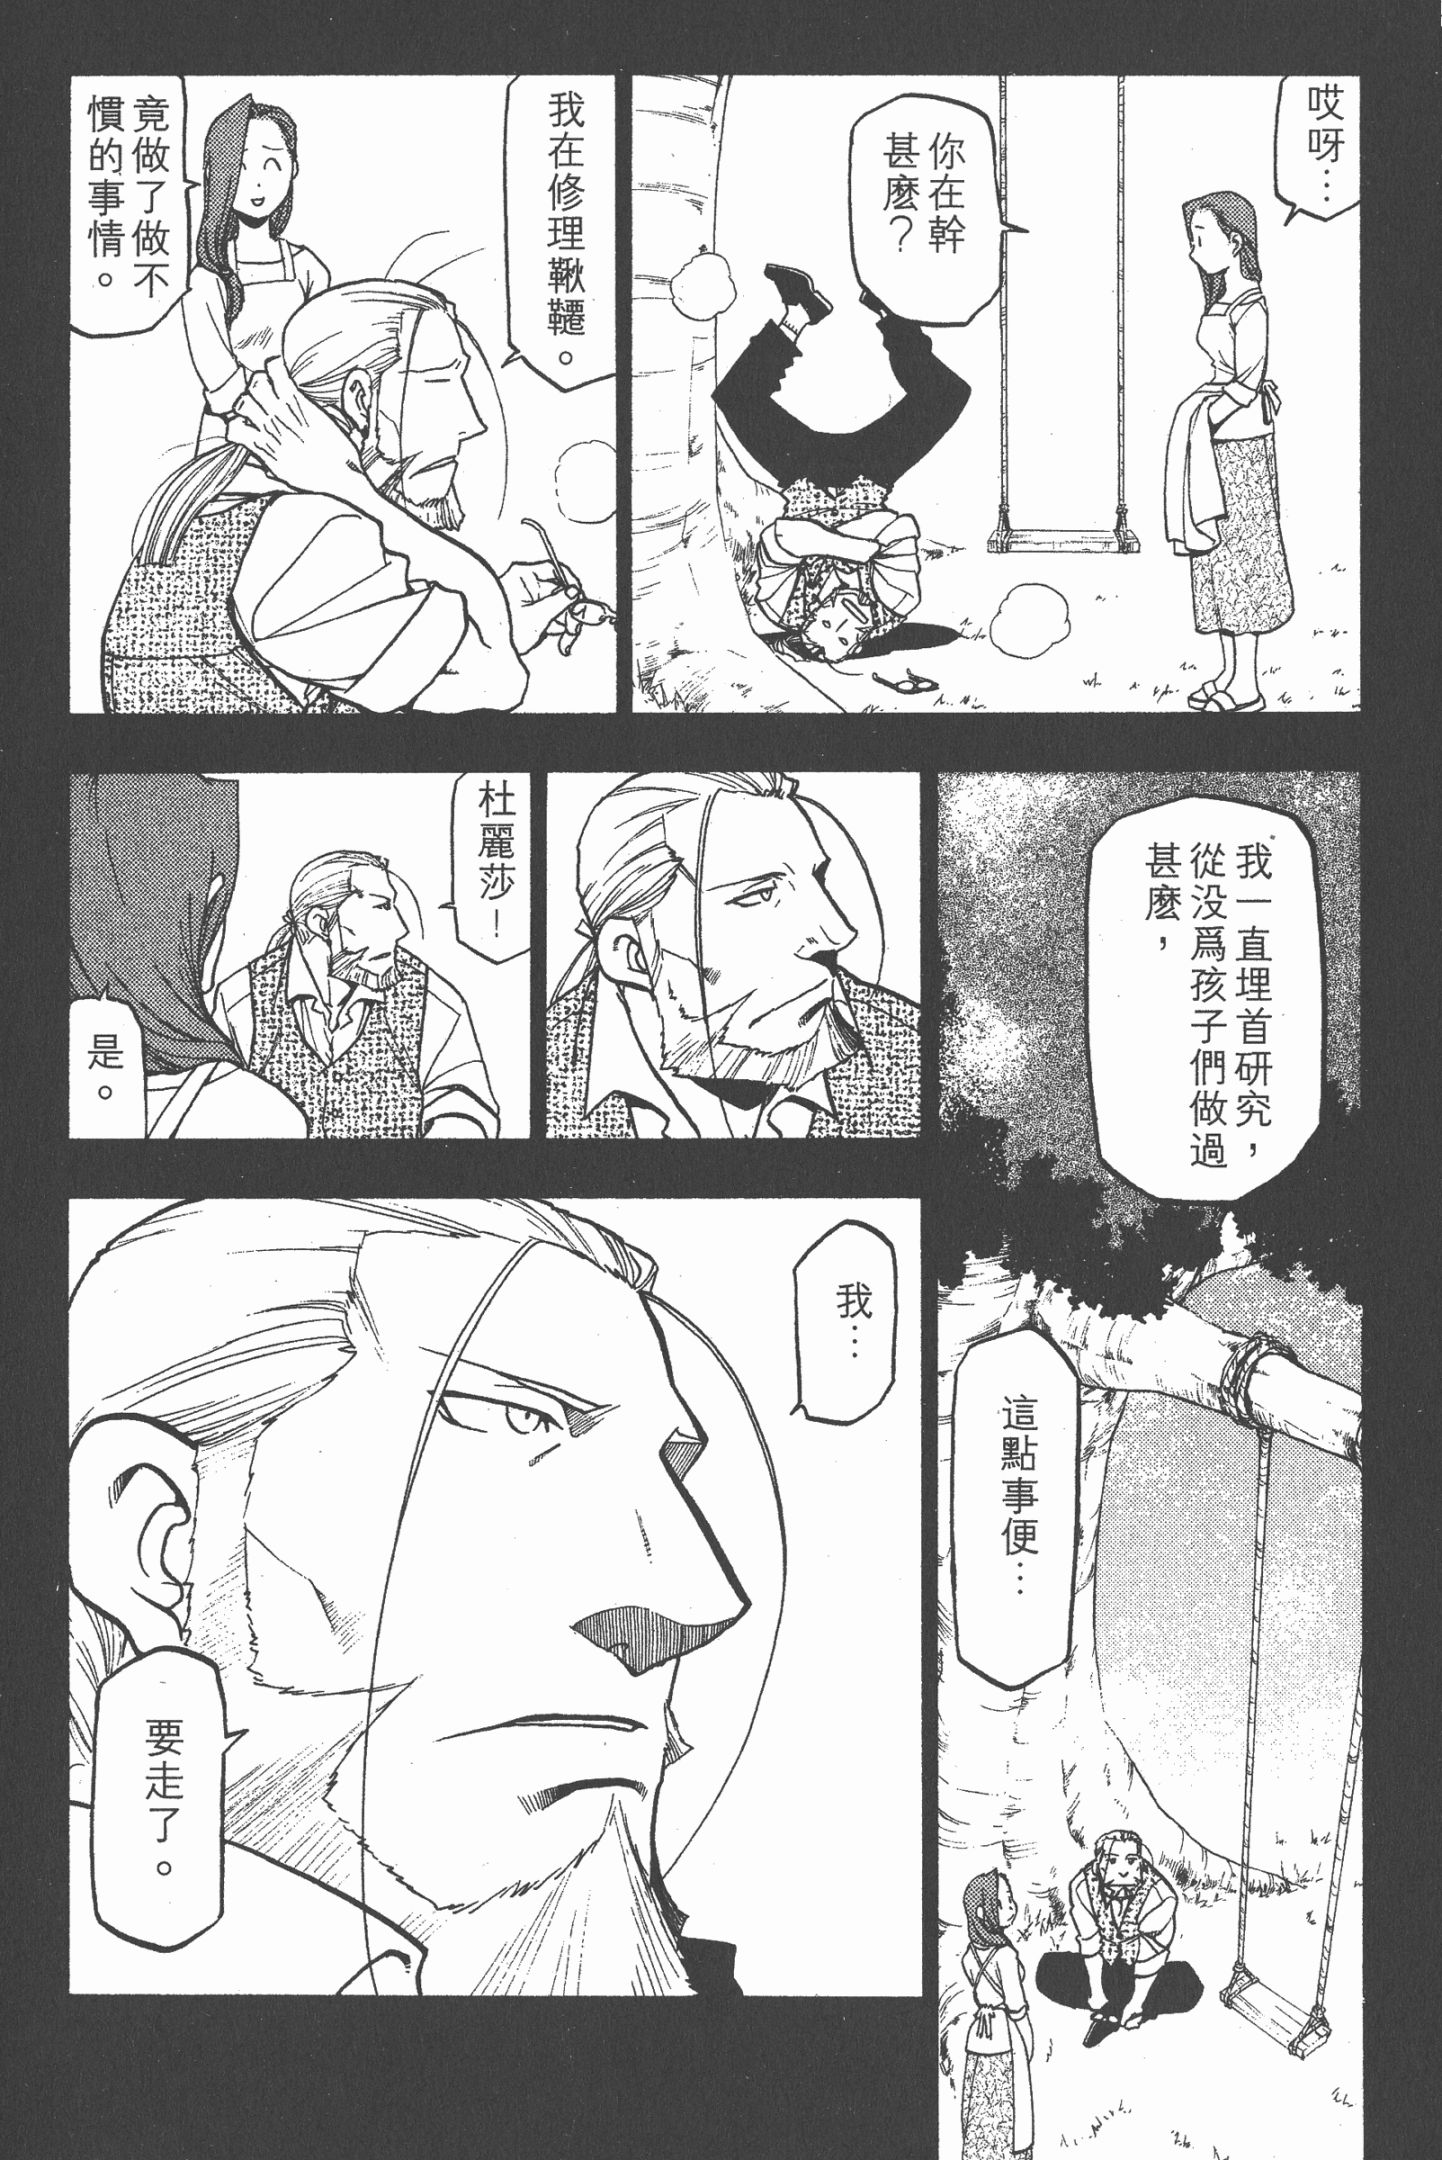 哎呀…
你在幹
甚麼？
我在修理鞦韆。
竟做了做不
慣的事情。
我一直埋首研究，
從没爲孩子們做過
甚麼，
這點事便…
杜麗莎！
是。
我…
要走了。